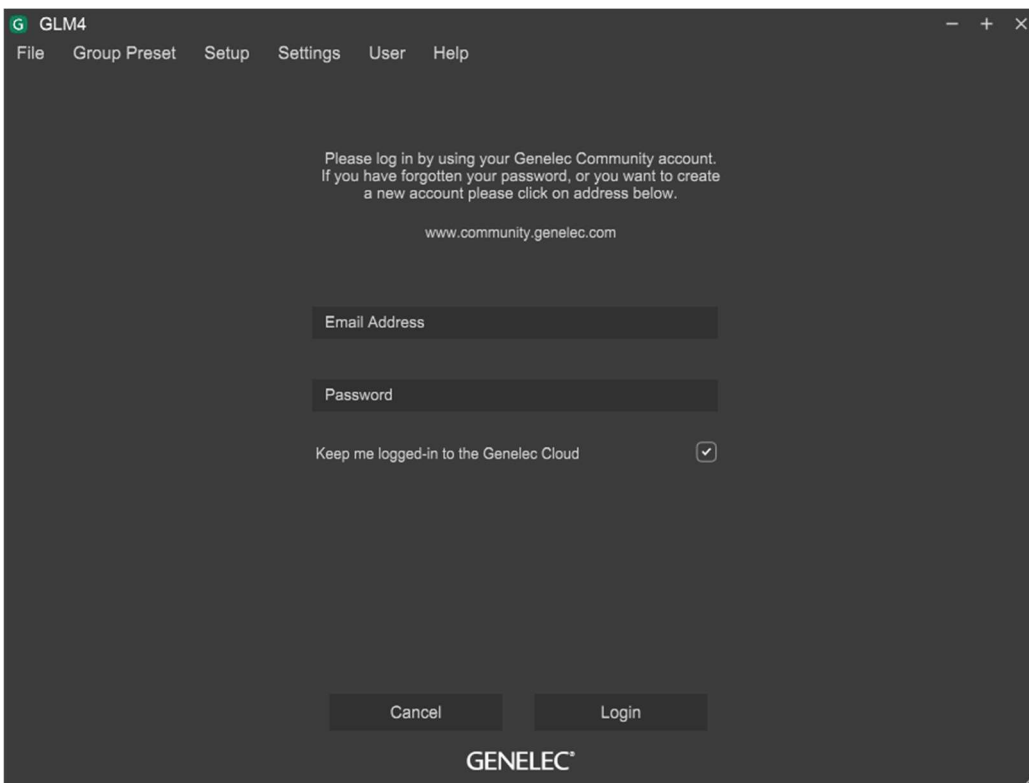 G GLM4
File Group Preset Setup Settings User Help
Please log in by using your Genelec Community account.
If you have forgotten your password, or you want to create
a new account please click on address below.
www.community.genelec.com
Email Address
Password
Keep me logged-in to the Genelec Cloud
Cancel Login
GENELEC®